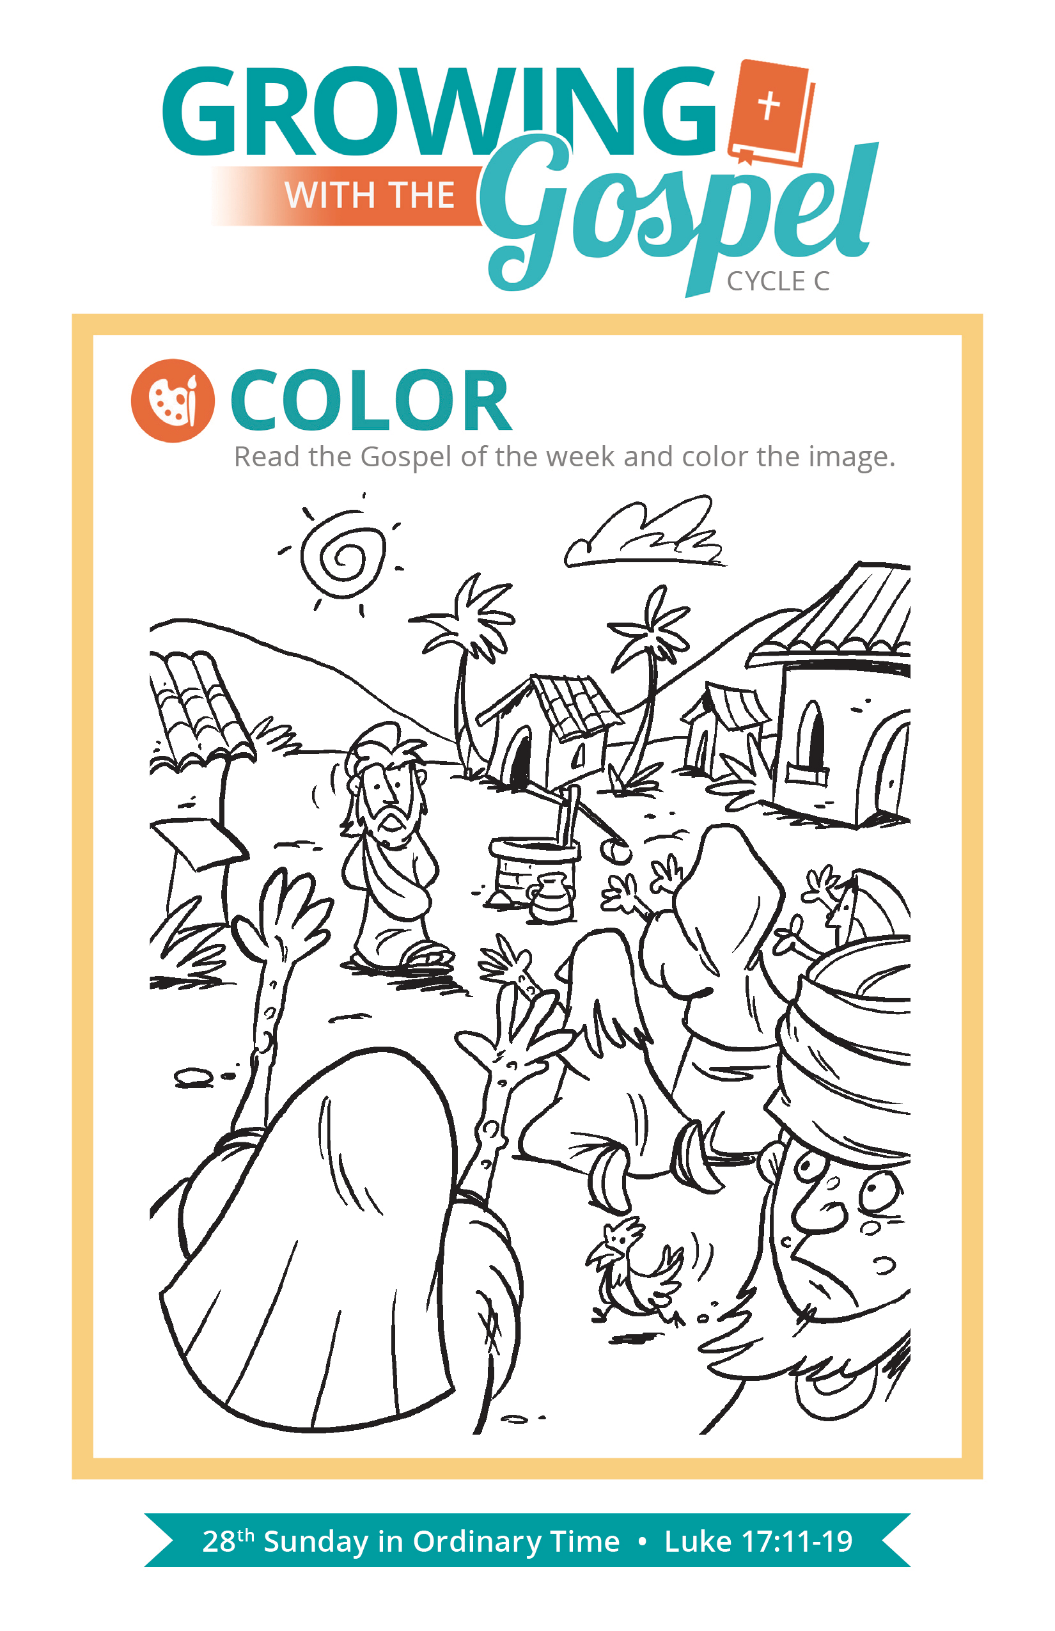 GROWING
WITH THE Gospel
CYCLE C
COLOR
Read the Gospel of the week and color the image.
28th Sunday in Ordinary Time • Luke 17:11-19